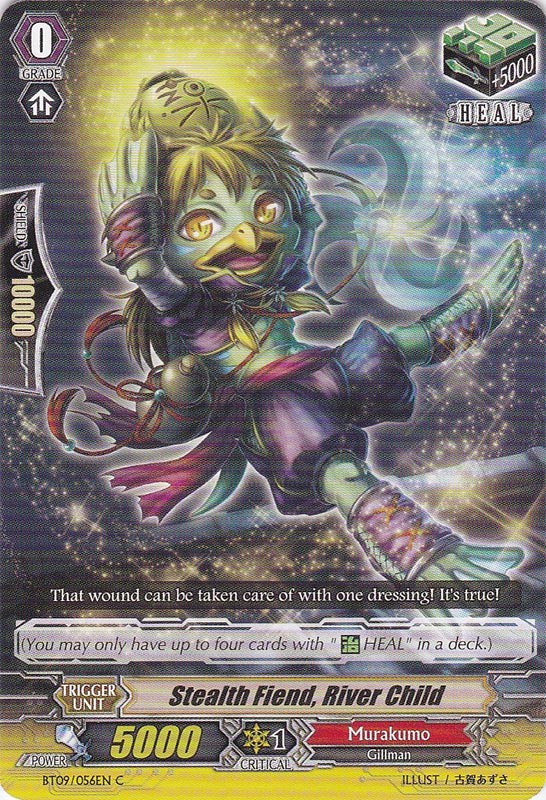 0
GRADE
治
+5000
HEAL
SHIELD
10000
That wound can be taken care of with one dressing! It's true!
(You may only have up to four cards with " 治 HEAL" in a deck.)
TRIGGER
UNIT
Stealth Fiend, River Child
POWER
5000
1
CRITICAL
Murakumo
Gillman
BT09/056EN C
ILLUST / 古賀あずさ